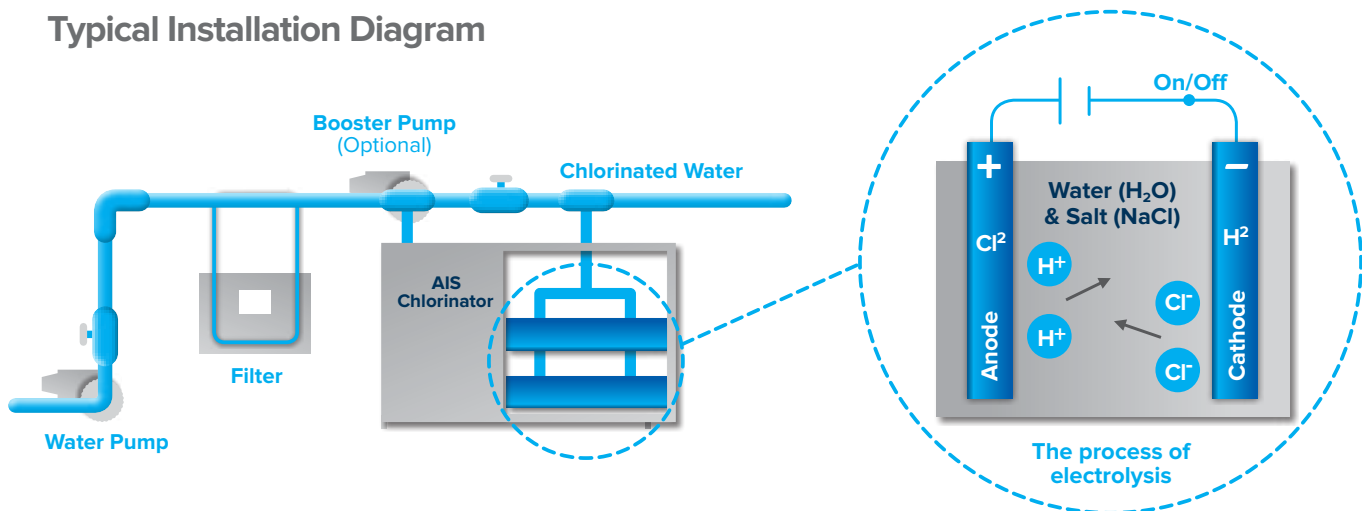 Typical Installation Diagram
Booster Pump
(Optional)
Chlorinated Water
AIS
Chlorinator
Filter
Water Pump
On/Off
+
−
Water (H₂O)
& Salt (NaCl)
Cl²
H²
H⁺
H⁺
Cl⁻
Cl⁻
Anode
Cathode
The process of
electrolysis